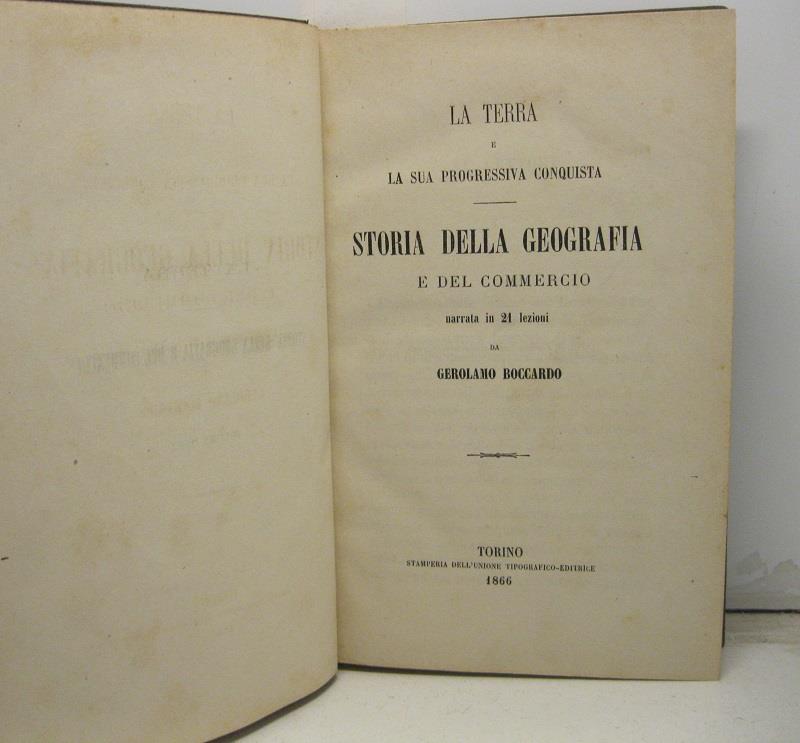 LA TERRA
E
LA SUA PROGRESSIVA CONQUISTA
STORIA DELLA GEOGRAFIA
E DEL COMMERCIO
narrata in 21 lezioni
DA
GEROLAMO BOCCARDO
TORINO
STAMPERIA DELL'UNIONE TIPOGRAFICO-EDITRICE
1866